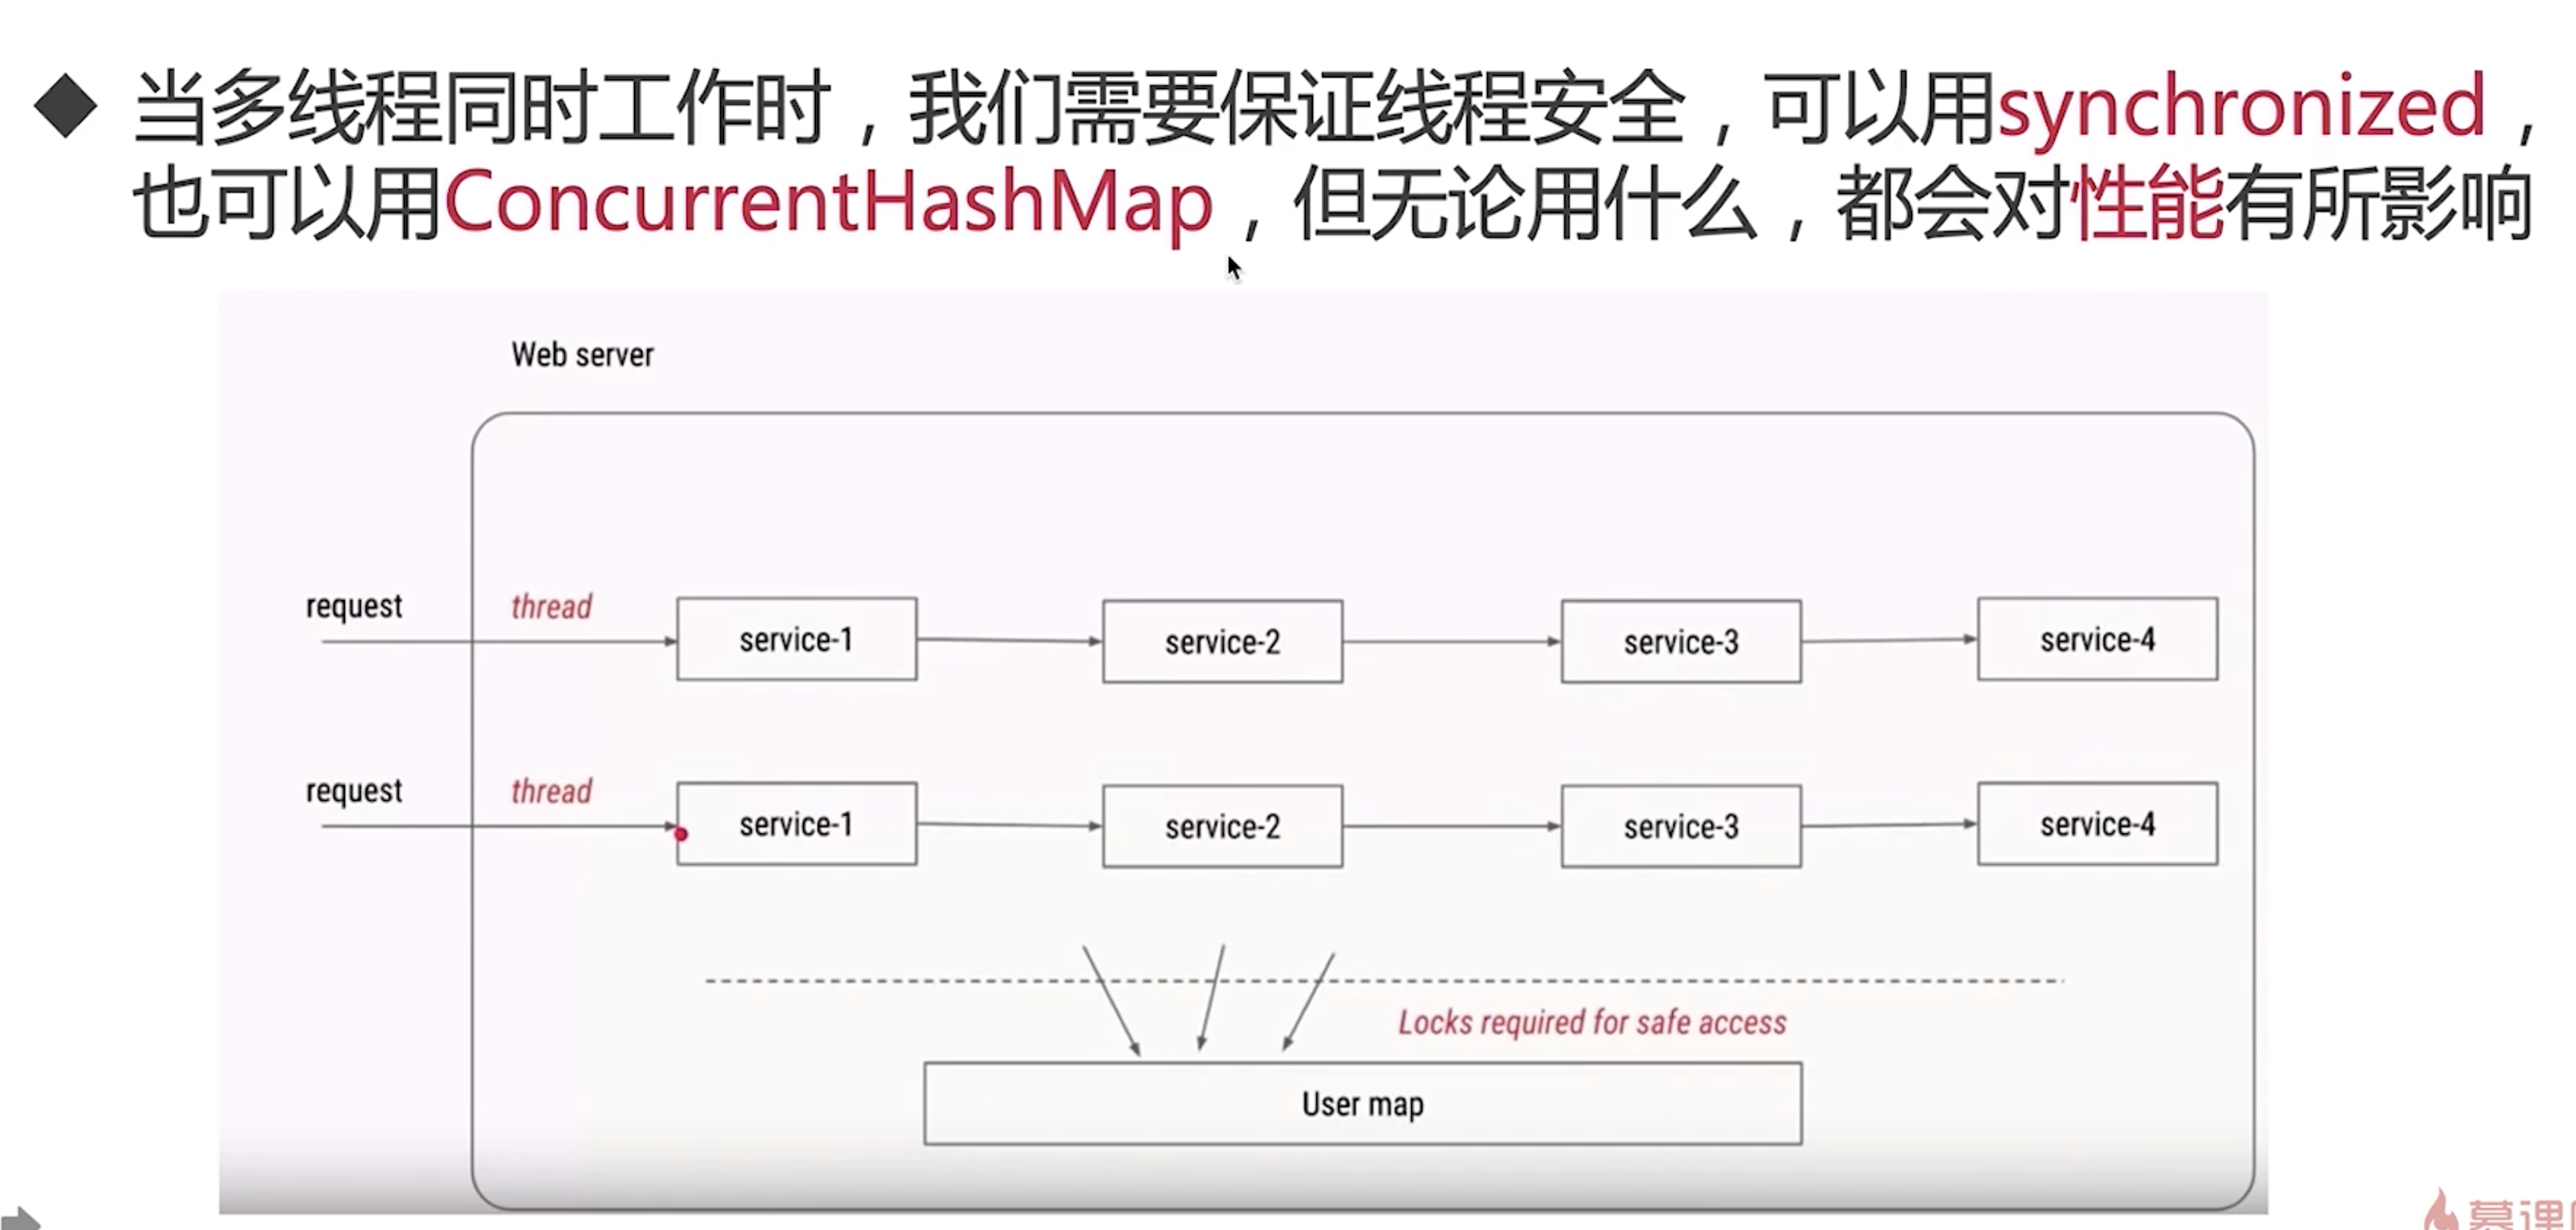 当多线程同时工作时，我们需要保证线程安全，可以用synchronized，
也可以用ConcurrentHashMap，但无论用什么，都会对性能有所影响
Web server
request
thread
service-1
service-2
service-3
service-4
request
thread
service-1
service-2
service-3
service-4
Locks required for safe access
User map
慕课